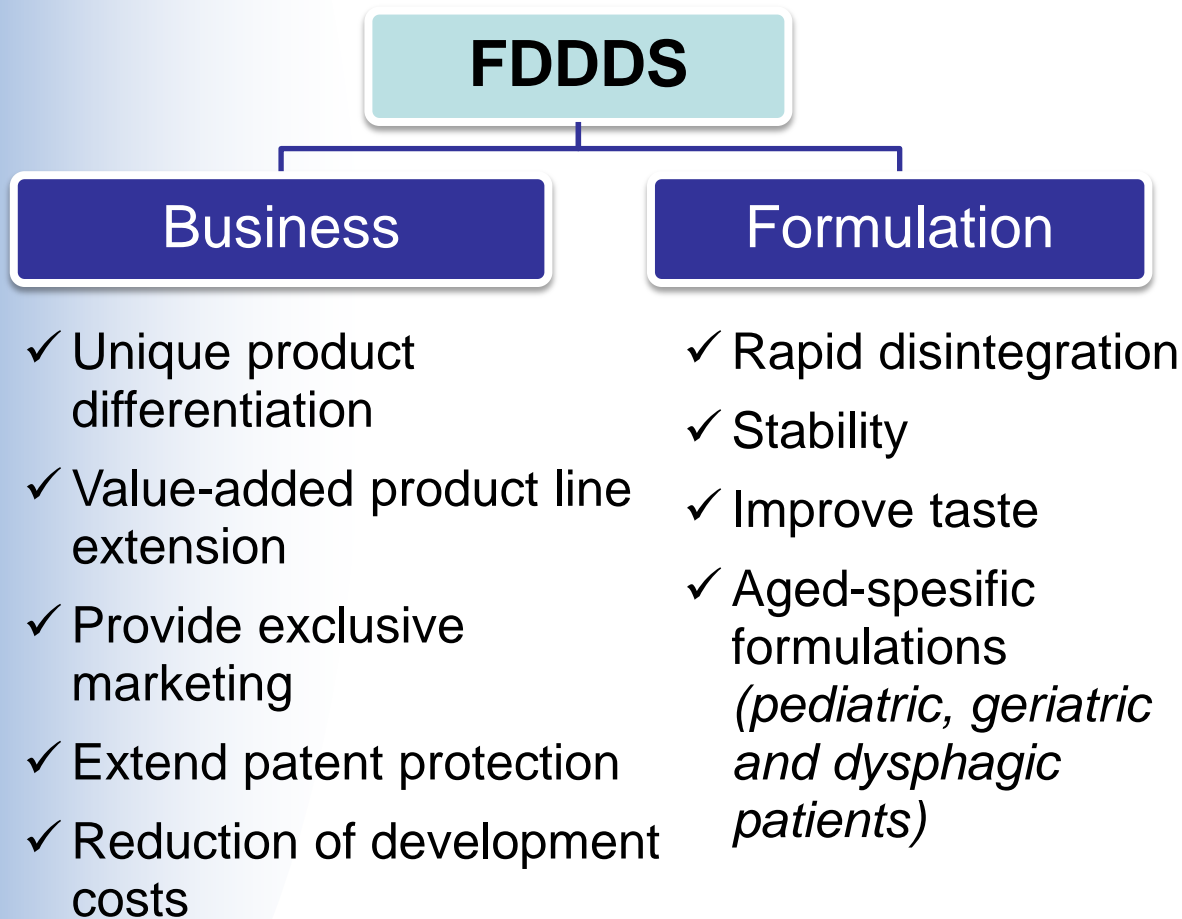 FDDDS
Business
✓ Unique product
differentiation
✓ Value-added product line
extension
✓ Provide exclusive
marketing
✓ Extend patent protection
✓ Reduction of development
costs
Formulation
✓ Rapid disintegration
✓ Stability
✓ Improve taste
✓ Aged-spesific
formulations
(pediatric, geriatric
and dysphagic
patients)